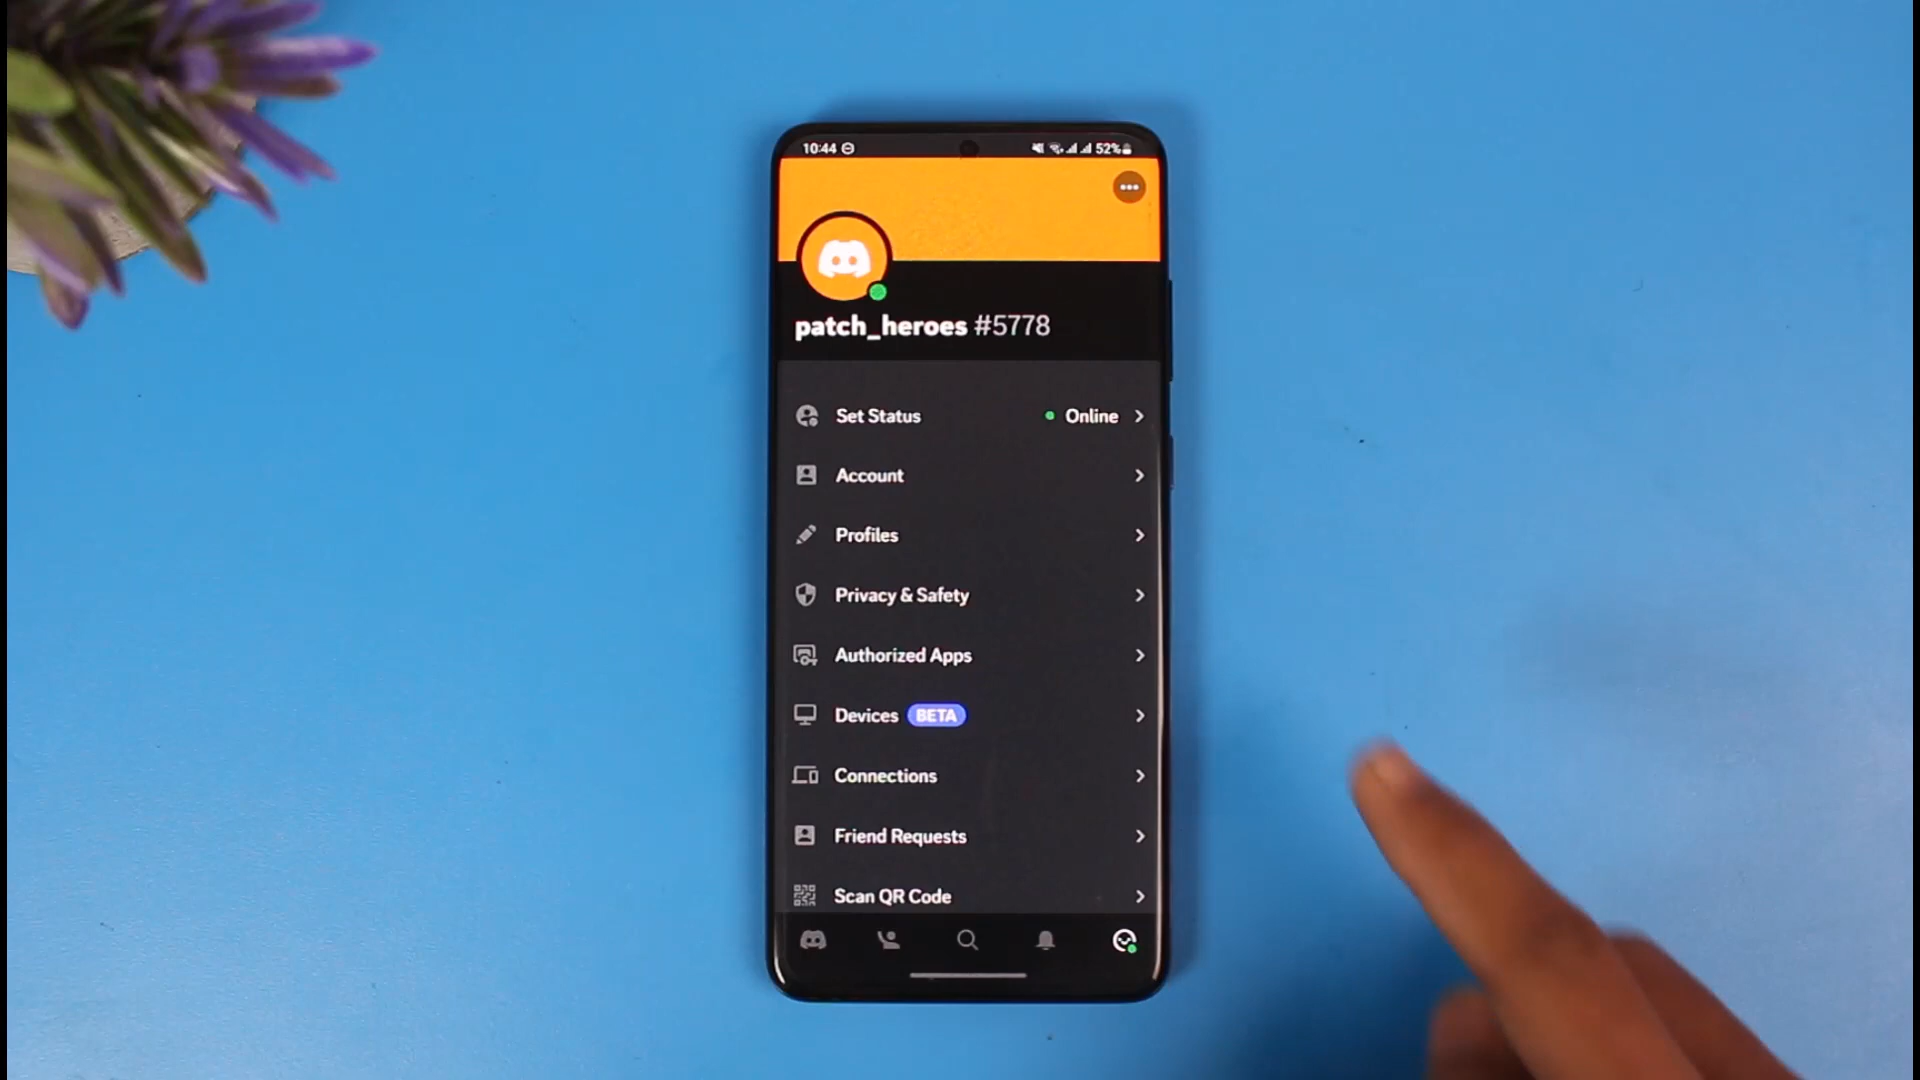 10:44 52%
patch_heroes #5778
Set Status Online
Account
Profiles
Privacy & Safety
Authorized Apps
Devices BETA
Connections
Friend Requests
Scan QR Code